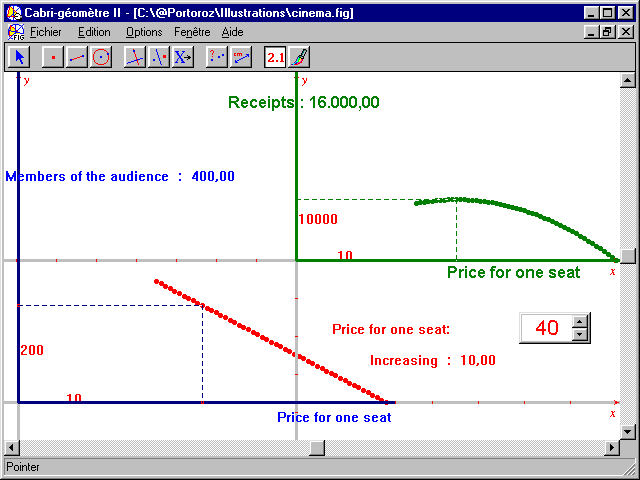 Cabri-géomètre II - [C:\@Portoroz\Illustrations\cinema.fig]
Fichier Edition Options Fenêtre Aide
2.1
y
y
Receipts : 16.000,00
Members of the audience : 400,00
10000
10
x
Price for one seat
Price for one seat:
40
200
Increasing : 10,00
10
x
Price for one seat
Pointer